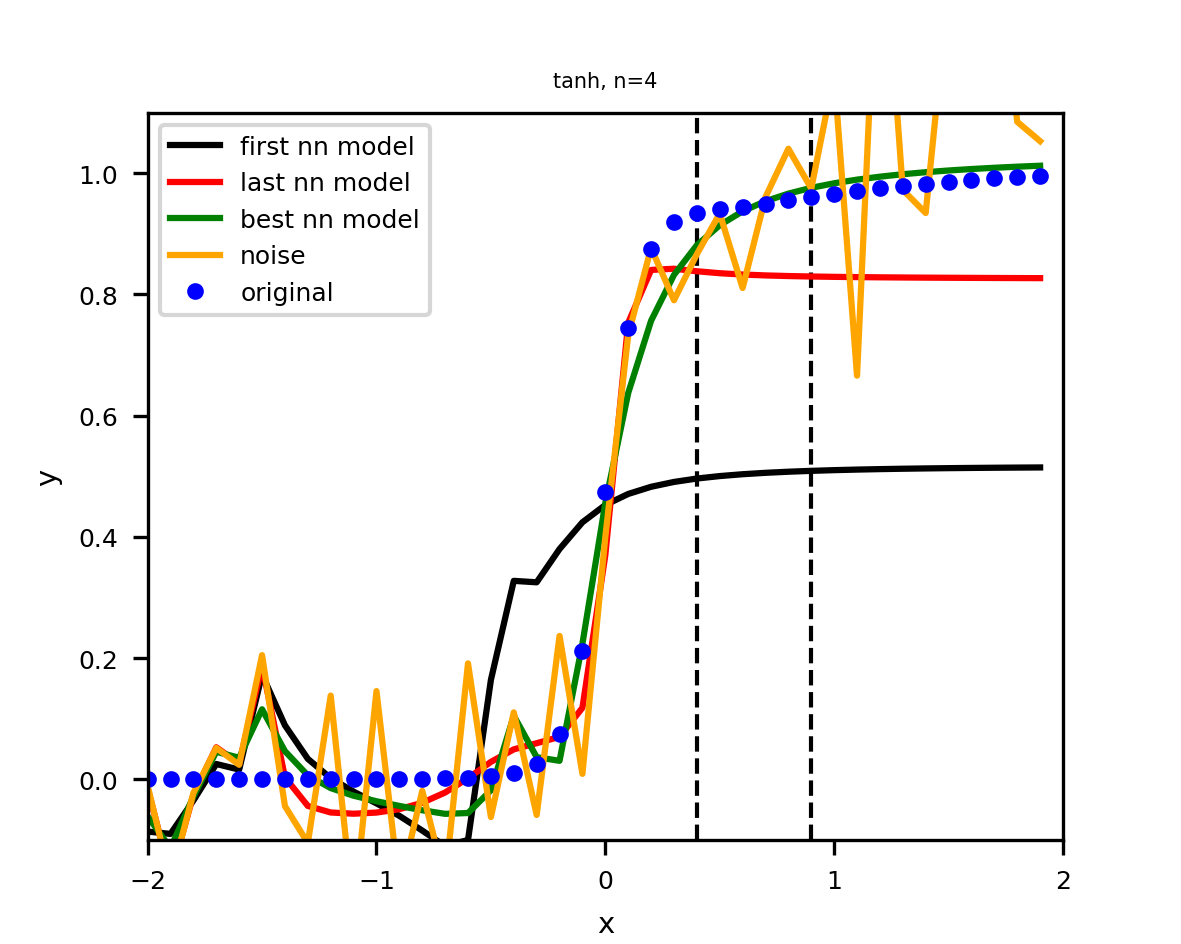 tanh, n=4
first nn model
last nn model
best nn model
noise
original
y
1.0
0.8
0.6
0.4
0.2
0.0
−2
−1
0
1
2
x